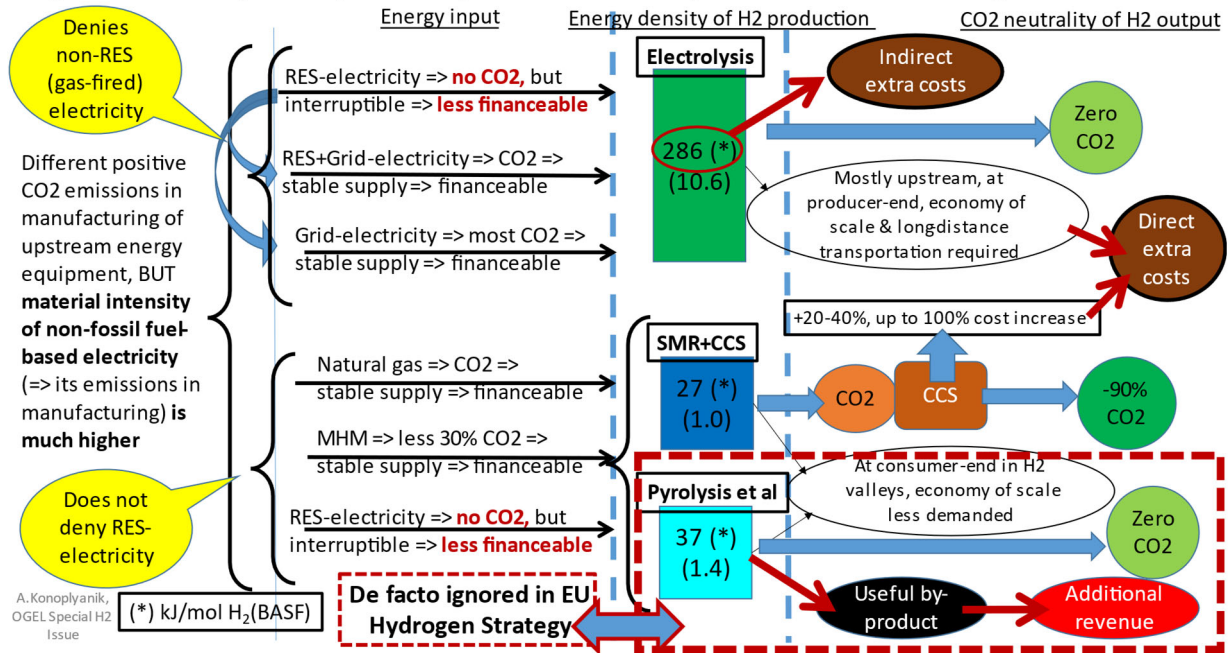 Energy input
Energy density of H2 production
CO2 neutrality of H2 output
Denies
non-RES
(gas-fired)
electricity
Different positive
CO2 emissions in
manufacturing of
upstream energy
equipment, BUT
material intensity
of non-fossil fuel-
based electricity
(=> its emissions in
manufacturing) is
much higher
Does not
deny RES-
electricity
A.Konoplyanik,
OGEL Special H2
Issue
(*) kJ/mol H₂(BASF)
RES-electricity => no CO2, but
interruptible => less financeable
RES+Grid-electricity => CO2 =>
stable supply => financeable
Grid-electricity => most CO2 =>
stable supply => financeable
Natural gas => CO2 =>
stable supply => financeable
MHM => less 30% CO2 =>
stable supply => financeable
RES-electricity => no CO2, but
interruptible => less financeable
De facto ignored in EU
Hydrogen Strategy
Electrolysis
286 (*)
(10.6)
Indirect
extra costs
Zero
CO2
Mostly upstream, at
producer-end, economy of
scale & longdistance
transportation required
Direct
extra
costs
+20-40%, up to 100% cost increase
SMR+CCS
27 (*)
(1.0)
CO2
CCS
-90%
CO2
At consumer-end in H2
valleys, economy of scale
less demanded
Pyrolysis et al
37 (*)
(1.4)
Zero
CO2
Useful by-
product
Additional
revenue